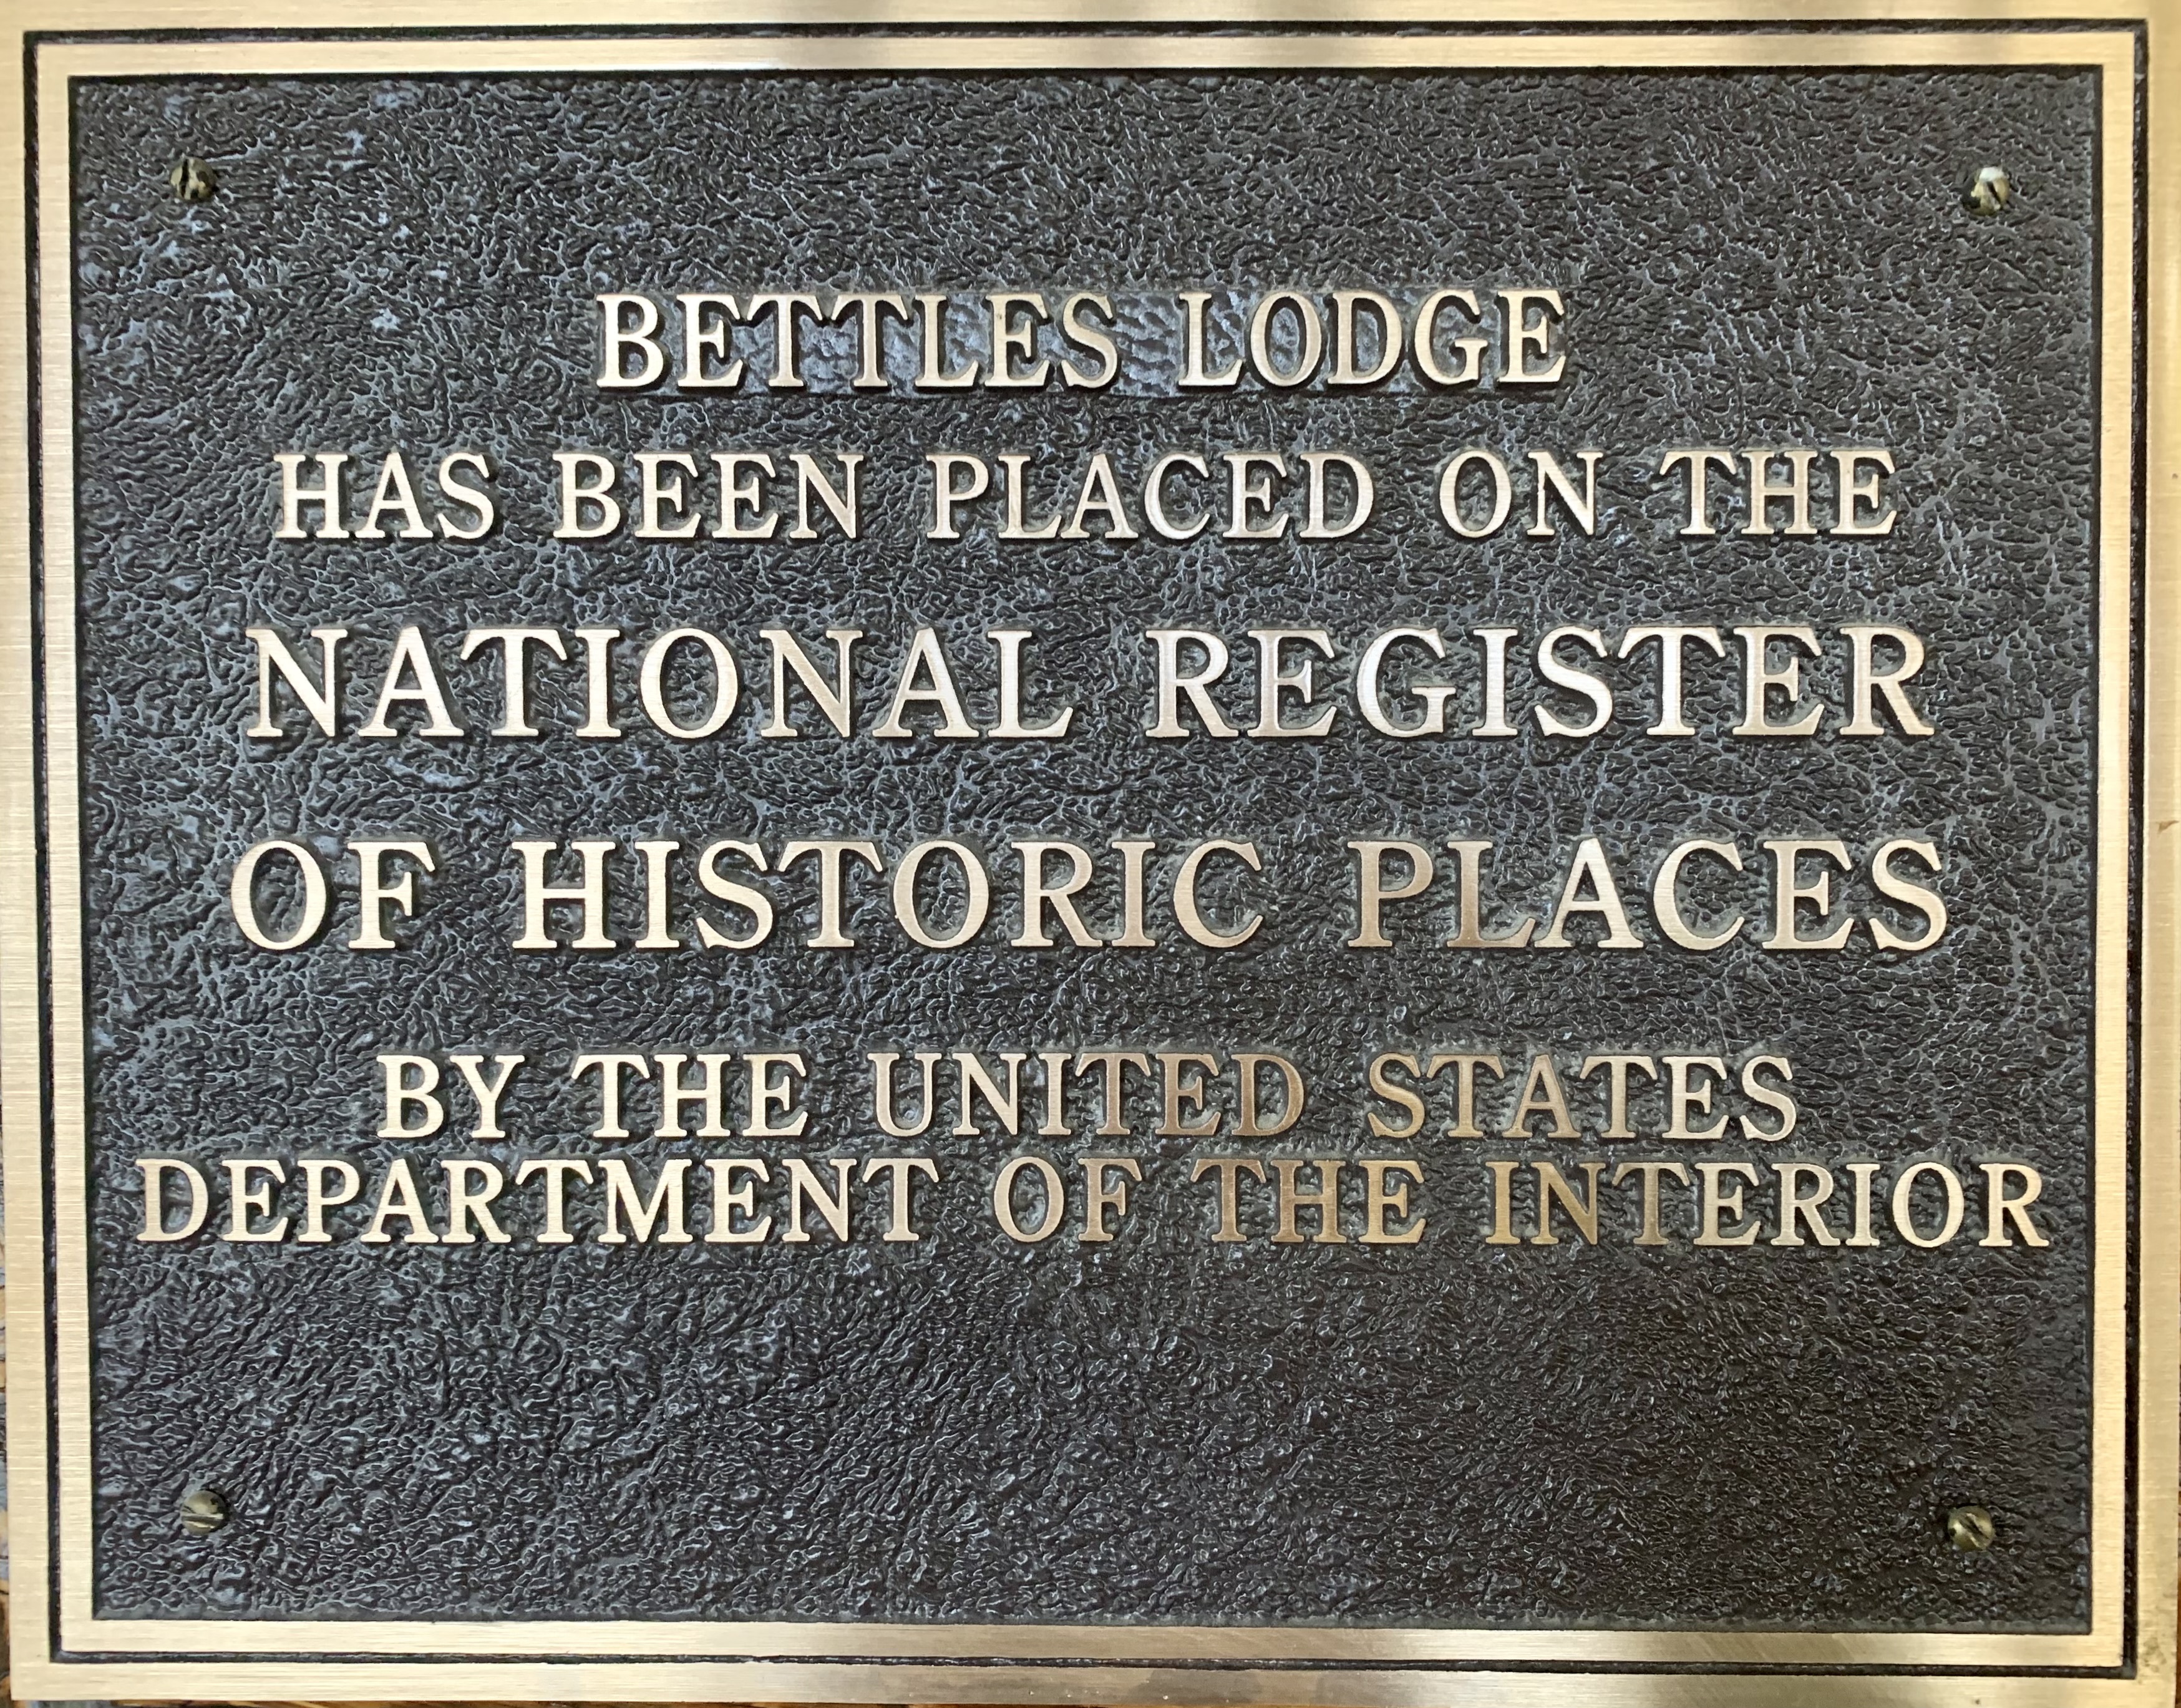 BETTLES LODGE
HAS BEEN PLACED ON THE
NATIONAL REGISTER
OF HISTORIC PLACES
BY THE UNITED STATES
DEPARTMENT OF THE INTERIOR